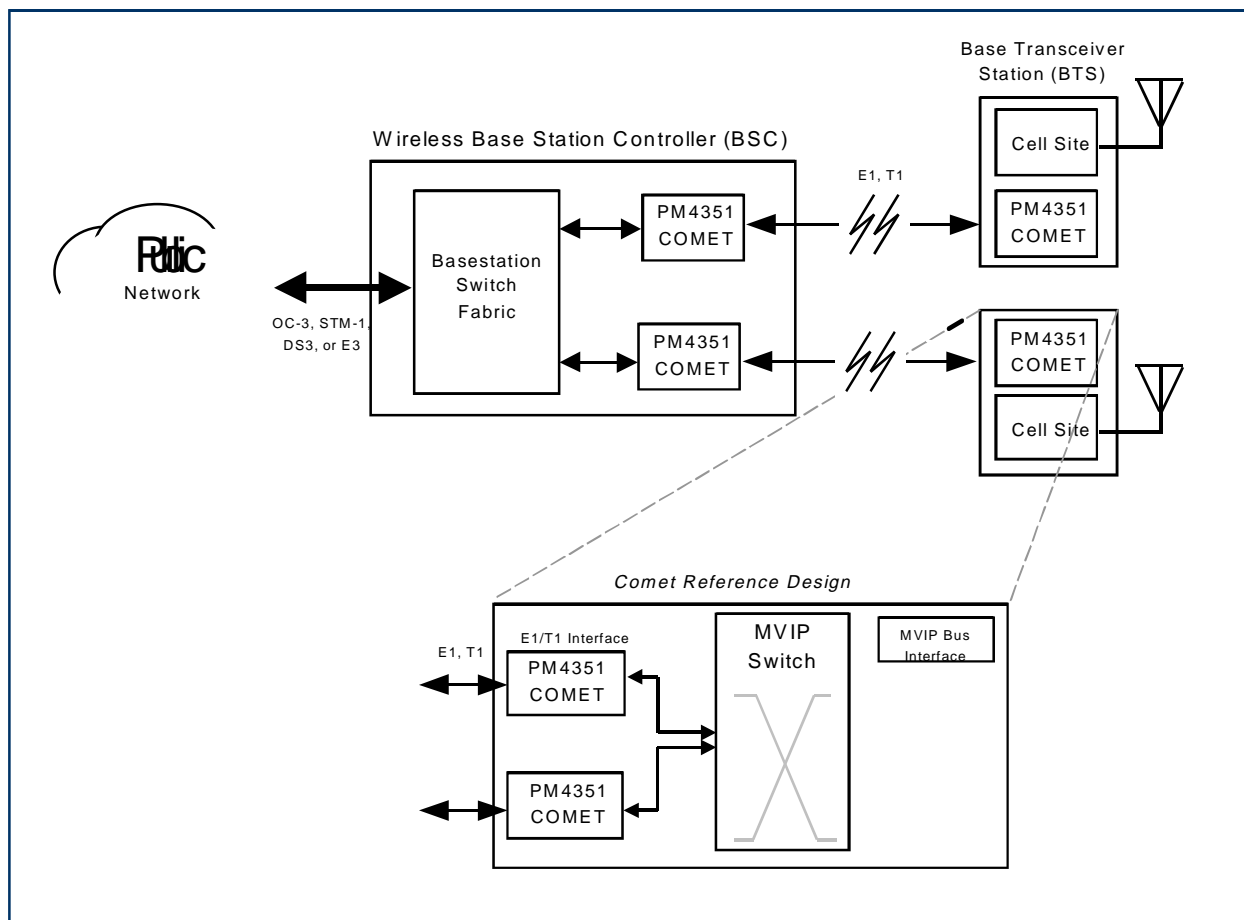 Base Transceiver
Station (BTS)
Cell Site
PM4351
COMET
Wireless Base Station Controller (BSC)
E1, T1
PM4351
COMET
Basestation
Switch
Fabric
PM4351
COMET
Public
Network
OC-3, STM-1,
DS3, or E3
PM4351
COMET
Cell Site
Comet Reference Design
E1, T1
E1/T1 Interface
PM4351
COMET
PM4351
COMET
MVIP
Switch
MVIP Bus
Interface